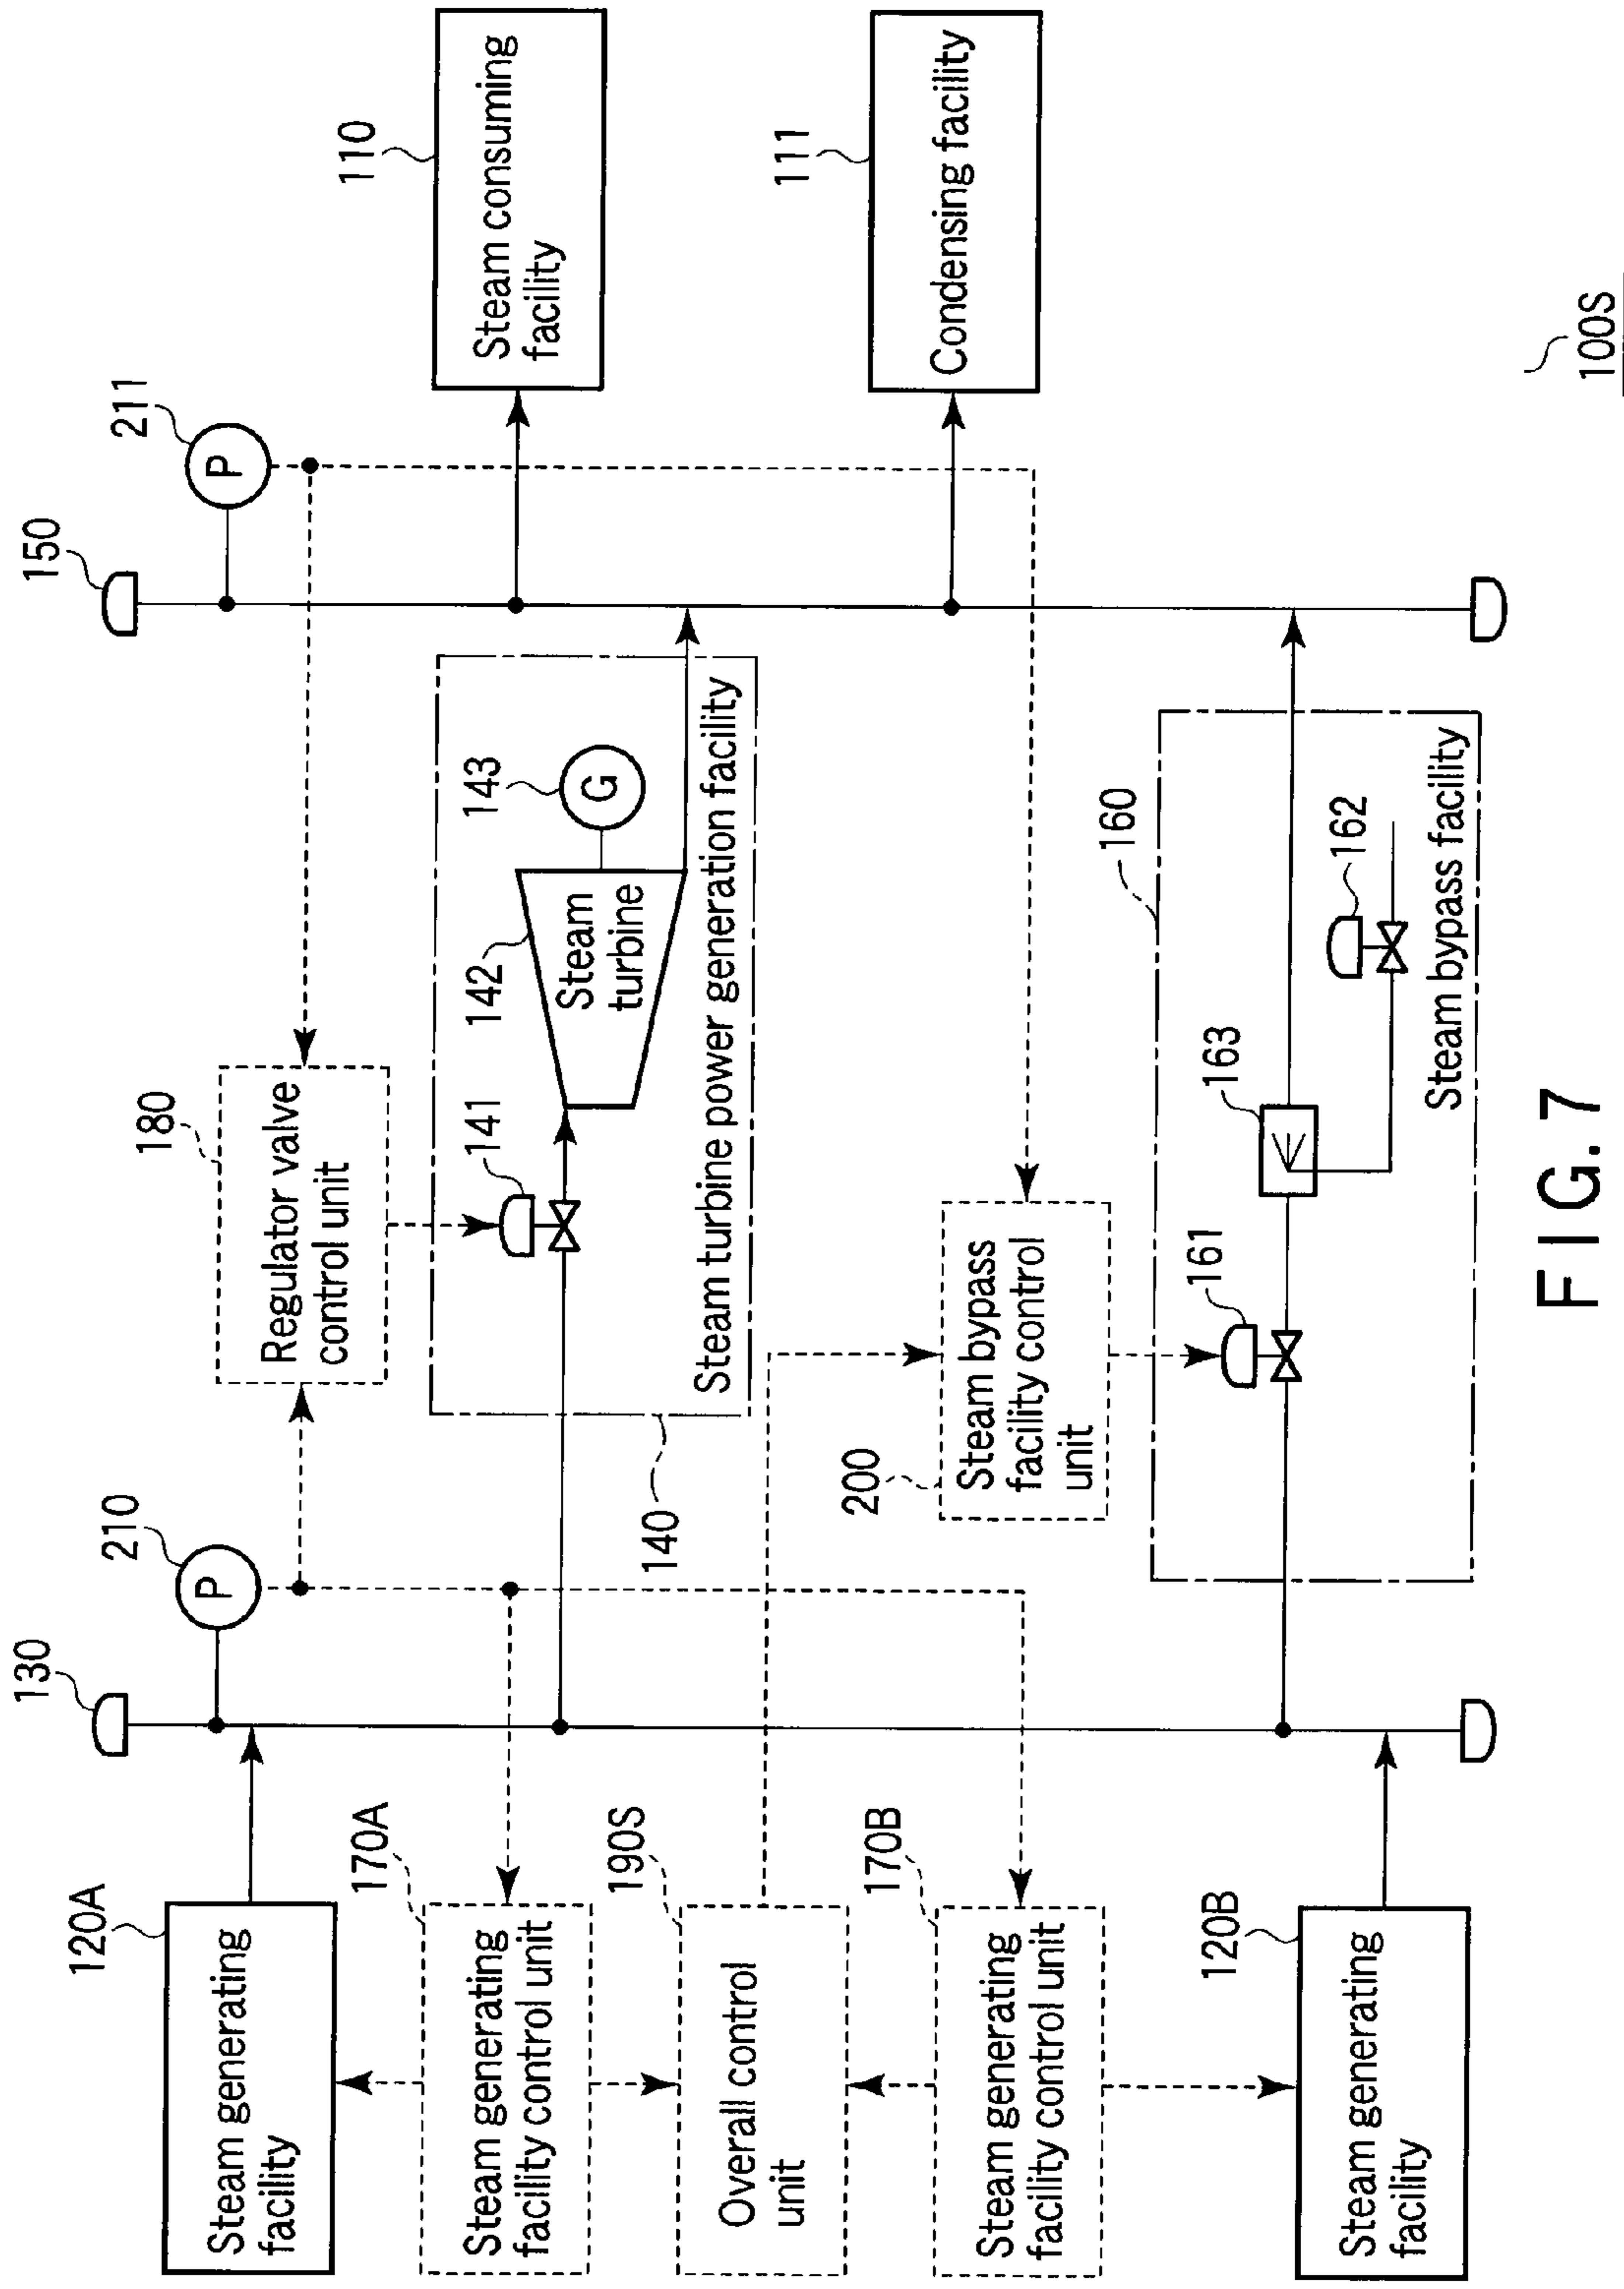 130
210
P
150
211
P
120A
Steam generating
facility
180
Regulator valve
control unit
110
Steam consuming
facility
170A
Steam generating
facility control unit
140
141
142
Steam
turbine
143
G
Steam turbine power generation facility
190S
Overall control
unit
200
Steam bypass
facility control
unit
111
Condensing facility
170B
Steam generating
facility control unit
160
161
163
162
Steam bypass facility
120B
Steam generating
facility
100S
FIG. 7